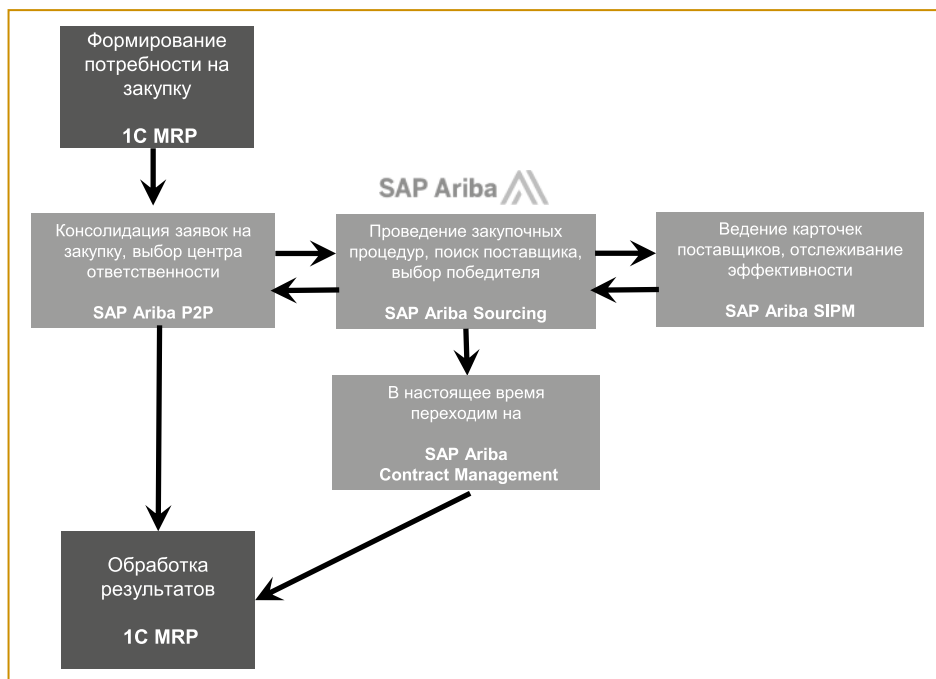 Формирование
потребности на
закупку
1С MRP
SAP Ariba
Консолидация заявок на
закупку, выбор центра
ответственности
SAP Ariba P2P
Проведение закупочных
процедур, поиск поставщика,
выбор победителя
SAP Ariba Sourcing
Ведение карточек
поставщиков, отслеживание
эффективности
SAP Ariba SIPM
В настоящее время
переходим на
SAP Ariba
Contract Management
Обработка
результатов
1С MRP